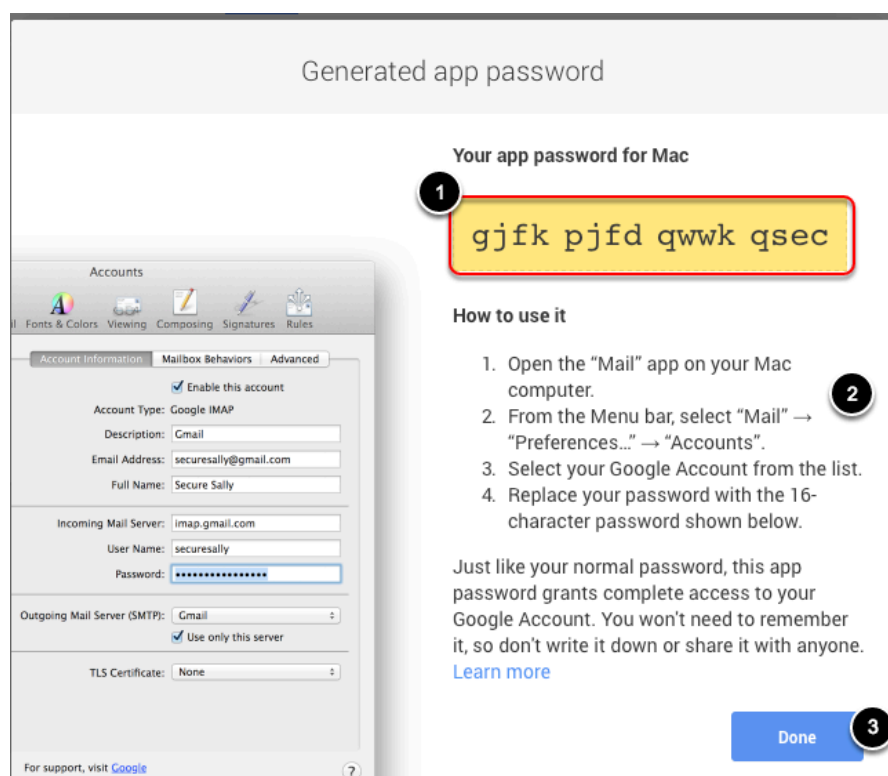 Generated app password
Your app password for Mac
1
gjfk pjfd qwwk qsec
How to use it
1. Open the “Mail” app on your Mac
computer.
2
2. From the Menu bar, select “Mail” →
“Preferences...” → “Accounts”.
3. Select your Google Account from the list.
4. Replace your password with the 16-
character password shown below.
Just like your normal password, this app
password grants complete access to your
Google Account. You won't need to remember
it, so don't write it down or share it with anyone.
Learn more
Done
3
Accounts
Fonts & Colors Viewing Composing Signatures Rules
Account Information Mailbox Behaviors Advanced
Enable this account
Account Type: Google IMAP
Description: Gmail
Email Address: securesally@gmail.com
Full Name: Secure Sally
Incoming Mail Server: imap.gmail.com
User Name: securesally
Password: ••••••••••••••••
Outgoing Mail Server (SMTP): Gmail
Use only this server
TLS Certificate: None
For support, visit Google
?